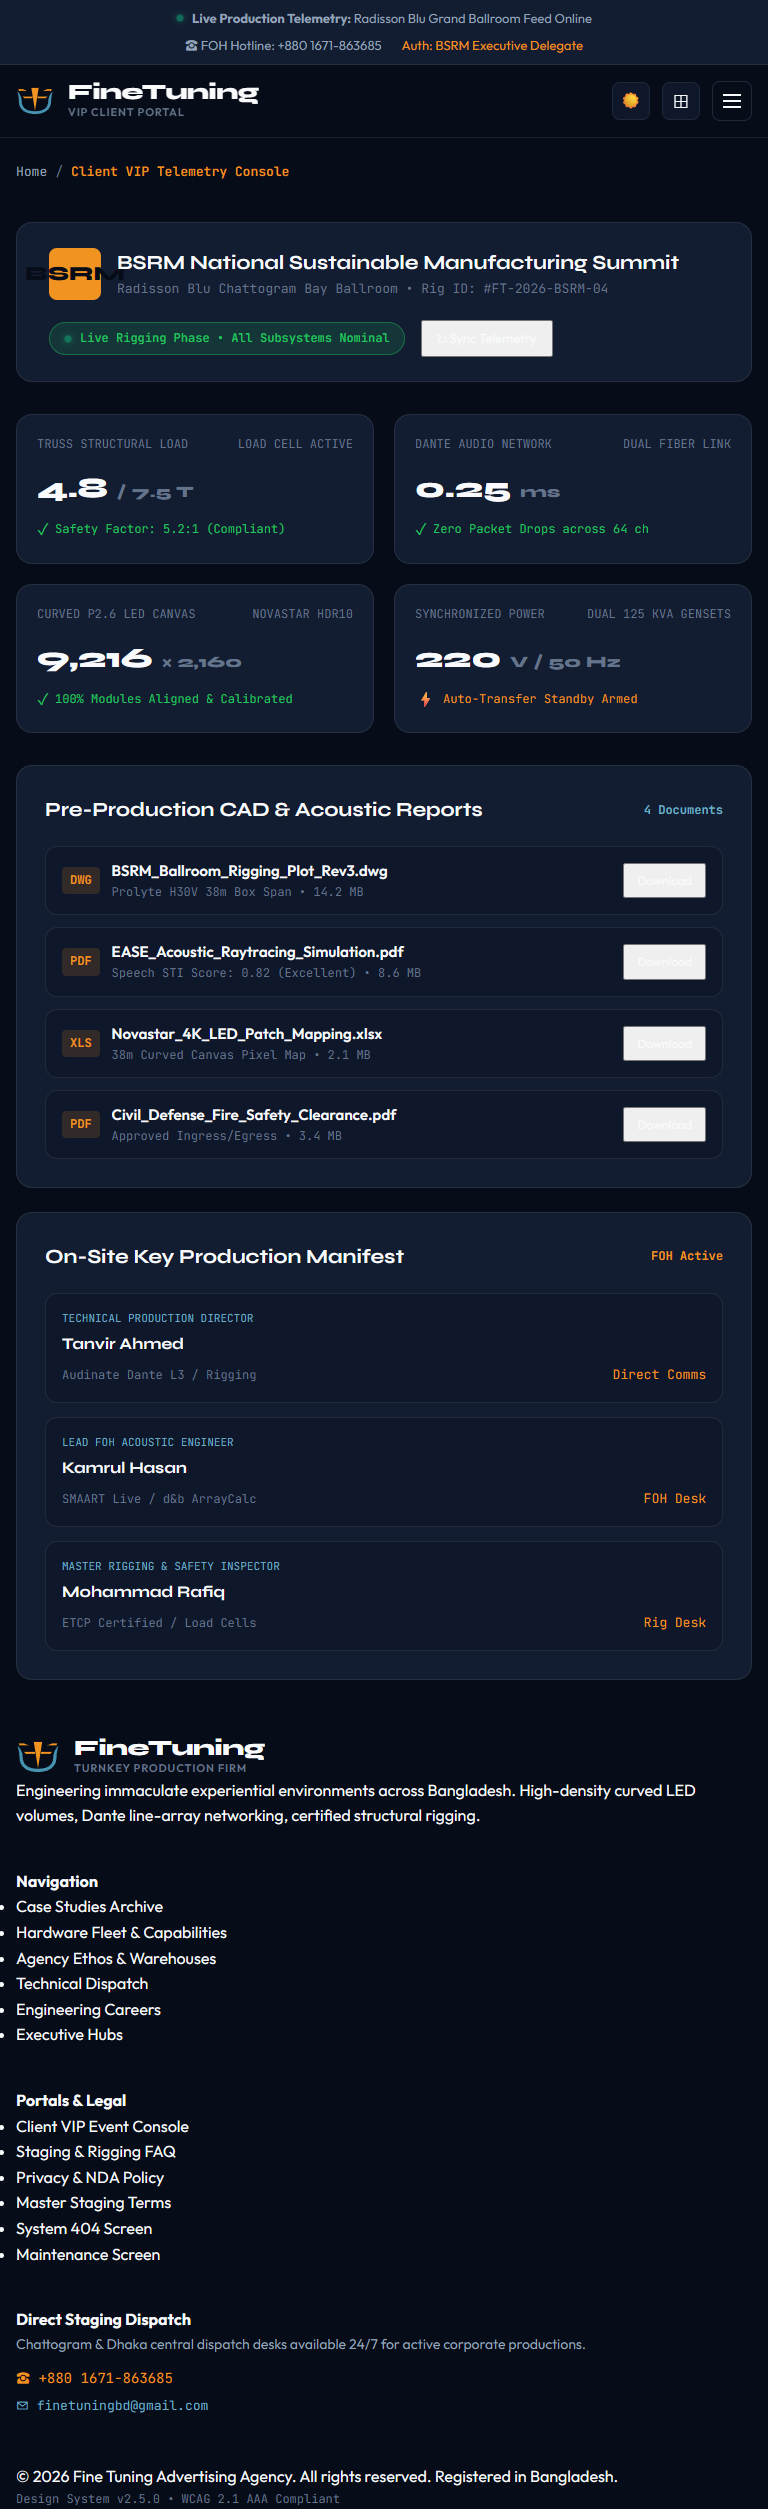 Live Production Telemetry: Radisson Blu Grand Ballroom Feed Online
☎ FOH Hotline: +880 1671-863685 Auth: BSRM Executive Delegate
FineTuning
VIP CLIENT PORTAL
Home / Client VIP Telemetry Console
BSRM
BSRM National Sustainable Manufacturing Summit
Radisson Blu Chattogram Bay Ballroom • Rig ID: #FT-2026-BSRM-04
Live Rigging Phase • All Subsystems Nominal
↻ Sync Telemetry
TRUSS STRUCTURAL LOAD LOAD CELL ACTIVE
4.8 / 7.5 T
✓ Safety Factor: 5.2:1 (Compliant)
DANTE AUDIO NETWORK DUAL FIBER LINK
0.25 ms
✓ Zero Packet Drops across 64 ch
CURVED P2.6 LED CANVAS NOVASTAR HDR10
9,216 x 2,160
✓ 100% Modules Aligned & Calibrated
SYNCHRONIZED POWER DUAL 125 KVA GENSETS
220 V / 50 Hz
⚡ Auto-Transfer Standby Armed
Pre-Production CAD & Acoustic Reports
4 Documents
DWG
BSRM_Ballroom_Rigging_Plot_Rev3.dwg
Prolyte H30V 38m Box Span • 14.2 MB
Download
PDF
EASE_Acoustic_Raytracing_Simulation.pdf
Speech STI Score: 0.82 (Excellent) • 8.6 MB
Download
XLS
Novastar_4K_LED_Patch_Mapping.xlsx
38m Curved Canvas Pixel Map • 2.1 MB
Download
PDF
Civil_Defense_Fire_Safety_Clearance.pdf
Approved Ingress/Egress • 3.4 MB
Download
On-Site Key Production Manifest
FOH Active
TECHNICAL PRODUCTION DIRECTOR
Tanvir Ahmed
Audinate Dante L3 / Rigging Direct Comms
LEAD FOH ACOUSTIC ENGINEER
Kamrul Hasan
SMAART Live / d&b ArrayCalc FOH Desk
MASTER RIGGING & SAFETY INSPECTOR
Mohammad Rafiq
ETCP Certified / Load Cells Rig Desk
FineTuning
TURNKEY PRODUCTION FIRM
Engineering immaculate experiential environments across Bangladesh. High-density curved LED
volumes, Dante line-array networking, certified structural rigging.
Navigation
• Case Studies Archive
• Hardware Fleet & Capabilities
• Agency Ethos & Warehouses
• Technical Dispatch
• Engineering Careers
• Executive Hubs
Portals & Legal
• Client VIP Event Console
• Staging & Rigging FAQ
• Privacy & NDA Policy
• Master Staging Terms
• System 404 Screen
• Maintenance Screen
Direct Staging Dispatch
Chattogram & Dhaka central dispatch desks available 24/7 for active corporate productions.
☎ +880 1671-863685
✉ finetuningbd@gmail.com
© 2026 Fine Tuning Advertising Agency. All rights reserved. Registered in Bangladesh.
Design System v2.5.0 • WCAG 2.1 AAA Compliant